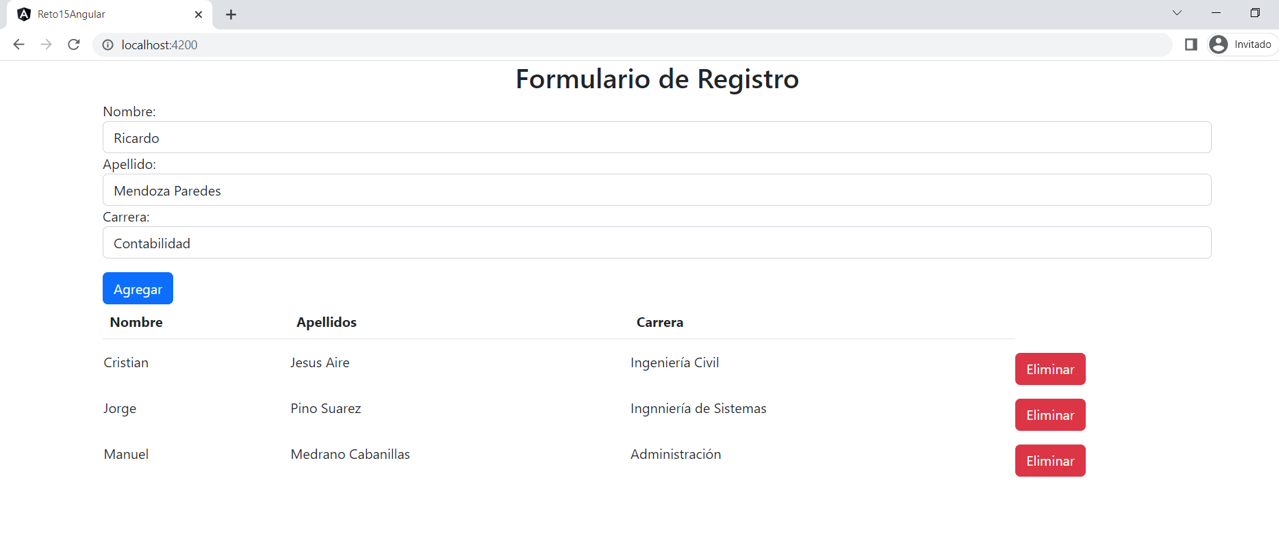 Reto15Angular
localhost:4200
Invitado
Formulario de Registro
Nombre:
Ricardo
Apellido:
Mendoza Paredes
Carrera:
Contabilidad
Agregar
Nombre Apellidos Carrera
Cristian Jesus Aire Ingeniería Civil Eliminar
Jorge Pino Suarez Ingnniería de Sistemas Eliminar
Manuel Medrano Cabanillas Administración Eliminar